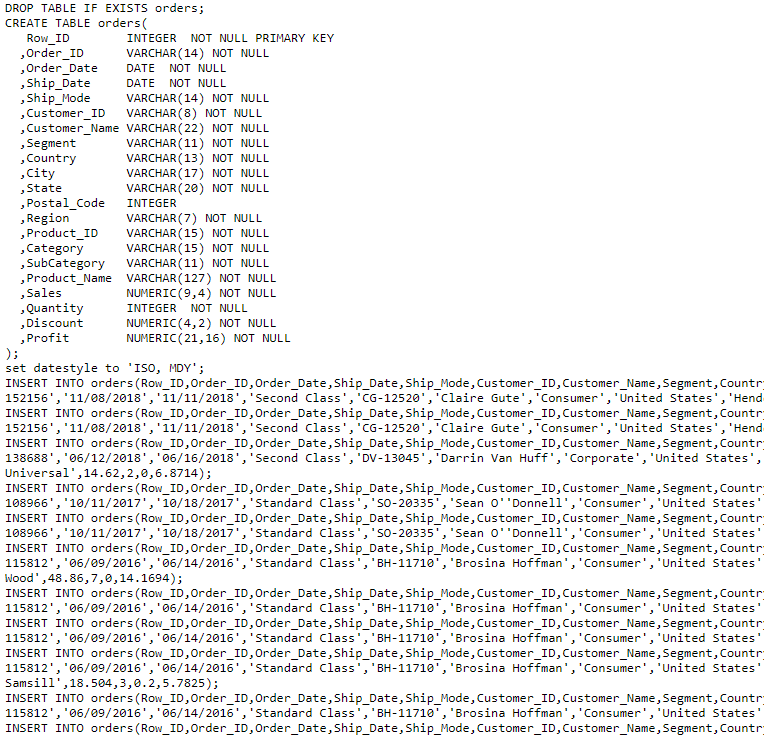 DROP TABLE IF EXISTS orders;
CREATE TABLE orders(
   Row_ID        INTEGER  NOT NULL PRIMARY KEY
  ,Order_ID      VARCHAR(14) NOT NULL
  ,Order_Date    DATE  NOT NULL
  ,Ship_Date     DATE  NOT NULL
  ,Ship_Mode     VARCHAR(14) NOT NULL
  ,Customer_ID   VARCHAR(8) NOT NULL
  ,Customer_Name VARCHAR(22) NOT NULL
  ,Segment       VARCHAR(11) NOT NULL
  ,Country       VARCHAR(13) NOT NULL
  ,City          VARCHAR(17) NOT NULL
  ,State         VARCHAR(20) NOT NULL
  ,Postal_Code   INTEGER
  ,Region        VARCHAR(7) NOT NULL
  ,Product_ID    VARCHAR(15) NOT NULL
  ,Category      VARCHAR(15) NOT NULL
  ,SubCategory   VARCHAR(11) NOT NULL
  ,Product_Name  VARCHAR(127) NOT NULL
  ,Sales         NUMERIC(9,4) NOT NULL
  ,Quantity      INTEGER  NOT NULL
  ,Discount      NUMERIC(4,2) NOT NULL
  ,Profit        NUMERIC(21,16) NOT NULL
);
set datestyle to 'ISO, MDY';
INSERT INTO orders(Row_ID,Order_ID,Order_Date,Ship_Date,Ship_Mode,Customer_ID,Customer_Name,Segment,Countr
152156','11/08/2018','11/11/2018','Second Class','CG-12520','Claire Gute','Consumer','United States','Hend
INSERT INTO orders(Row_ID,Order_ID,Order_Date,Ship_Date,Ship_Mode,Customer_ID,Customer_Name,Segment,Countr
152156','11/08/2018','11/11/2018','Second Class','CG-12520','Claire Gute','Consumer','United States','Hend
INSERT INTO orders(Row_ID,Order_ID,Order_Date,Ship_Date,Ship_Mode,Customer_ID,Customer_Name,Segment,Countr
138688','06/12/2018','06/16/2018','Second Class','DV-13045','Darrin Van Huff','Corporate','United States',
Universal',14.62,2,0,6.8714);
INSERT INTO orders(Row_ID,Order_ID,Order_Date,Ship_Date,Ship_Mode,Customer_ID,Customer_Name,Segment,Countr
108966','10/11/2017','10/18/2017','Standard Class','SO-20335','Sean O''Donnell','Consumer','United States'
INSERT INTO orders(Row_ID,Order_ID,Order_Date,Ship_Date,Ship_Mode,Customer_ID,Customer_Name,Segment,Countr
108966','10/11/2017','10/18/2017','Standard Class','SO-20335','Sean O''Donnell','Consumer','United States'
INSERT INTO orders(Row_ID,Order_ID,Order_Date,Ship_Date,Ship_Mode,Customer_ID,Customer_Name,Segment,Countr
115812','06/09/2016','06/14/2016','Standard Class','BH-11710','Brosina Hoffman','Consumer','United States'
Wood',48.86,7,0,14.1694);
INSERT INTO orders(Row_ID,Order_ID,Order_Date,Ship_Date,Ship_Mode,Customer_ID,Customer_Name,Segment,Countr
115812','06/09/2016','06/14/2016','Standard Class','BH-11710','Brosina Hoffman','Consumer','United States'
INSERT INTO orders(Row_ID,Order_ID,Order_Date,Ship_Date,Ship_Mode,Customer_ID,Customer_Name,Segment,Countr
115812','06/09/2016','06/14/2016','Standard Class','BH-11710','Brosina Hoffman','Consumer','United States'
INSERT INTO orders(Row_ID,Order_ID,Order_Date,Ship_Date,Ship_Mode,Customer_ID,Customer_Name,Segment,Countr
115812','06/09/2016','06/14/2016','Standard Class','BH-11710','Brosina Hoffman','Consumer','United States'
Samsill',18.504,3,0.2,5.7825);
INSERT INTO orders(Row_ID,Order_ID,Order_Date,Ship_Date,Ship_Mode,Customer_ID,Customer_Name,Segment,Countr
115812','06/09/2016','06/14/2016','Standard Class','BH-11710','Brosina Hoffman','Consumer','United States'
INSERT INTO orders(Row_ID,Order_ID,Order_Date,Ship_Date,Ship_Mode,Customer_ID,Customer_Name,Segment,Countr